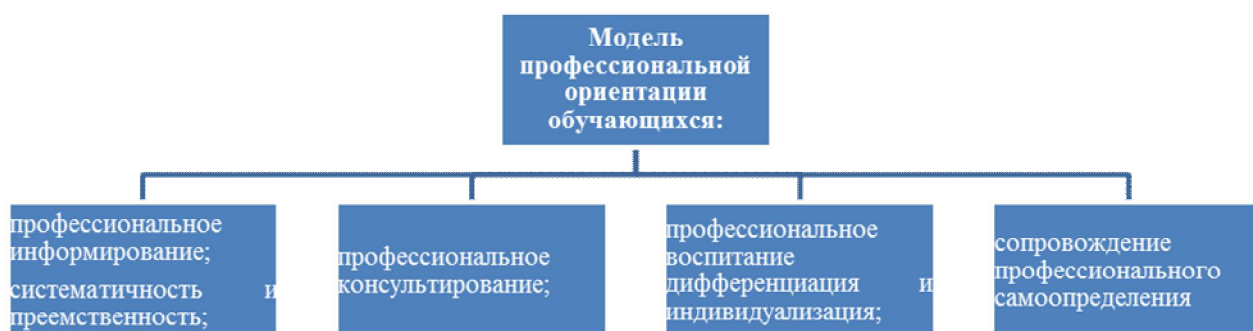 Модель
профессиональной
ориентации
обучающихся:
профессиональное
информирование;
систематичность и
преемственность;
профессиональное
консультирование;
профессиональное
воспитание
дифференциация и
индивидуализация;
сопровождение
профессионального
самоопределения